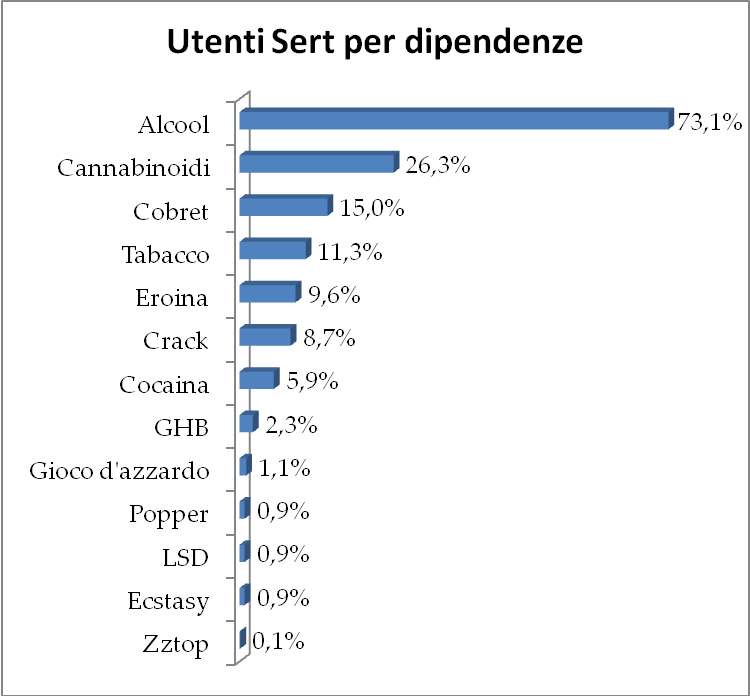 Utenti Sert per dipendenze
Alcool 73,1%
Cannabinoidi 26,3%
Cobret 15,0%
Tabacco 11,3%
Eroina 9,6%
Crack 8,7%
Cocaina 5,9%
GHB 2,3%
Gioco d'azzardo 1,1%
Popper 0,9%
LSD 0,9%
Ecstasy 0,9%
Zztop 0,1%